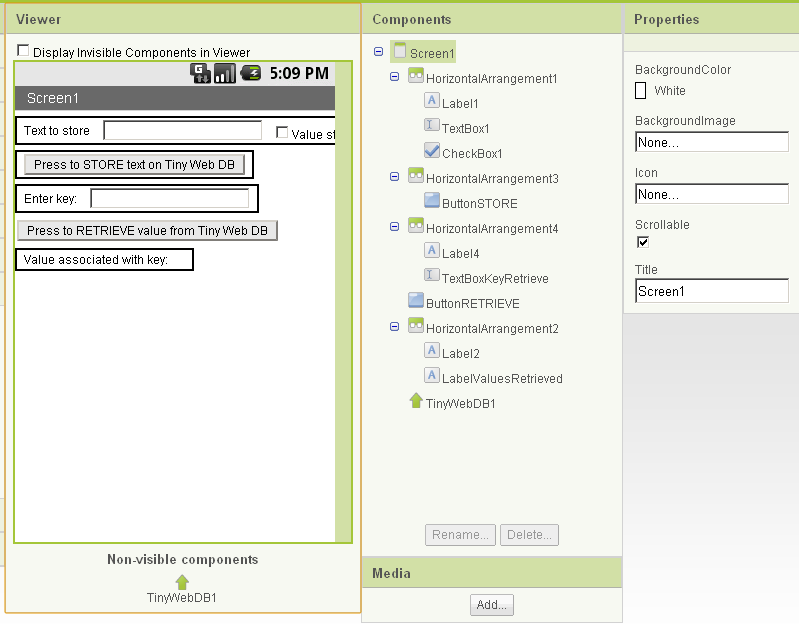 Viewer
Display Invisible Components in Viewer
5:09 PM
Screen1
Text to store
Value st
Press to STORE text on Tiny Web DB
Enter key:
Press to RETRIEVE value from Tiny Web DB
Value associated with key:
Non-visible components
TinyWebDB1
Components
Screen1
HorizontalArrangement1
Label1
TextBox1
CheckBox1
HorizontalArrangement3
ButtonSTORE
HorizontalArrangement4
Label4
TextBoxKeyRetrieve
ButtonRETRIEVE
HorizontalArrangement2
Label2
LabelValuesRetrieved
TinyWebDB1
Rename...
Delete...
Media
Add...
Properties
BackgroundColor
White
BackgroundImage
None...
Icon
None...
Scrollable
Title
Screen1